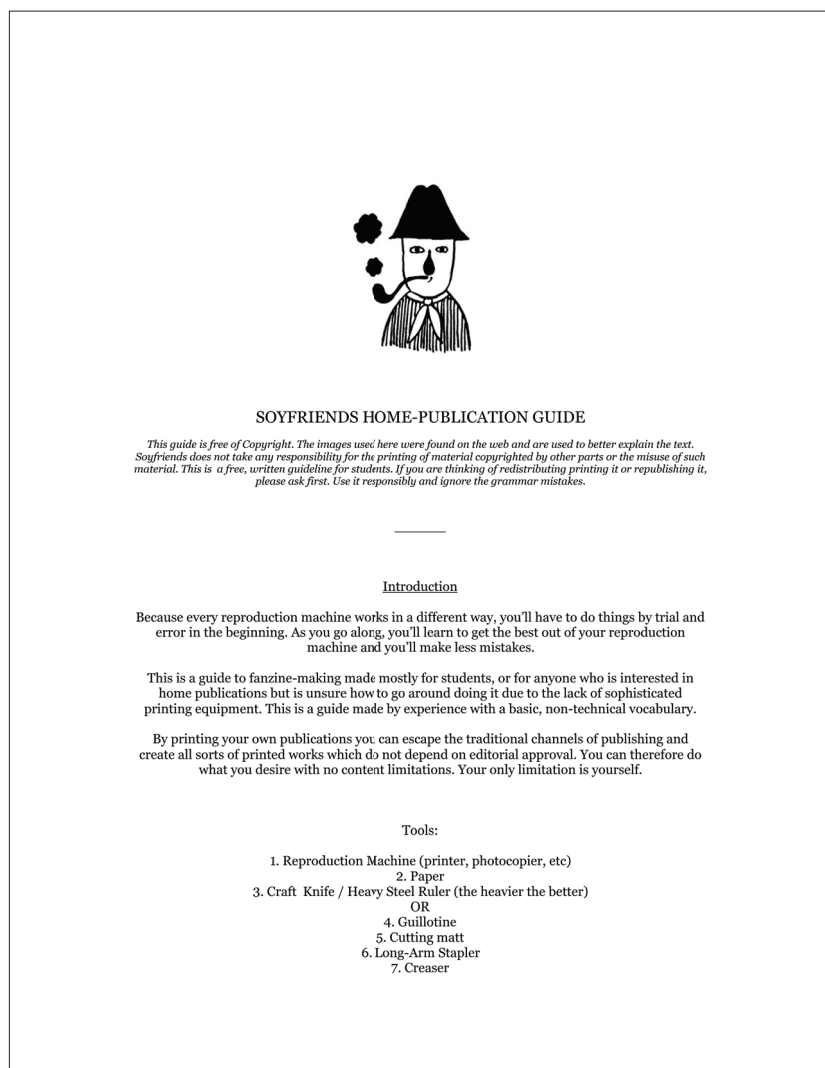 SOYFRIENDS HOME-PUBLICATION GUIDE
This guide is free of Copyright. The images used here were found on the web and are used to better explain the text.
Soyfriends does not take any responsibility for the printing of material copyrighted by other parts or the misuse of such
material. This is a free, written guideline for students. If you are thinking of redistributing printing it or republishing it,
please ask first. Use it responsibly and ignore the grammar mistakes.
Introduction
Because every reproduction machine works in a different way, you'll have to do things by trial and
error in the beginning. As you go along, you'll learn to get the best out of your reproduction
machine and you'll make less mistakes.
This is a guide to fanzine-making made mostly for students, or for anyone who is interested in
home publications but is unsure how to go around doing it due to the lack of sophisticated
printing equipment. This is a guide made by experience with a basic, non-technical vocabulary.
By printing your own publications you can escape the traditional channels of publishing and
create all sorts of printed works which do not depend on editorial approval. You can therefore do
what you desire with no content limitations. Your only limitation is yourself.
Tools:
1. Reproduction Machine (printer, photocopier, etc)
2. Paper
3. Craft Knife / Heavy Steel Ruler (the heavier the better)
OR
4. Guillotine
5. Cutting matt
6. Long-Arm Stapler
7. Creaser